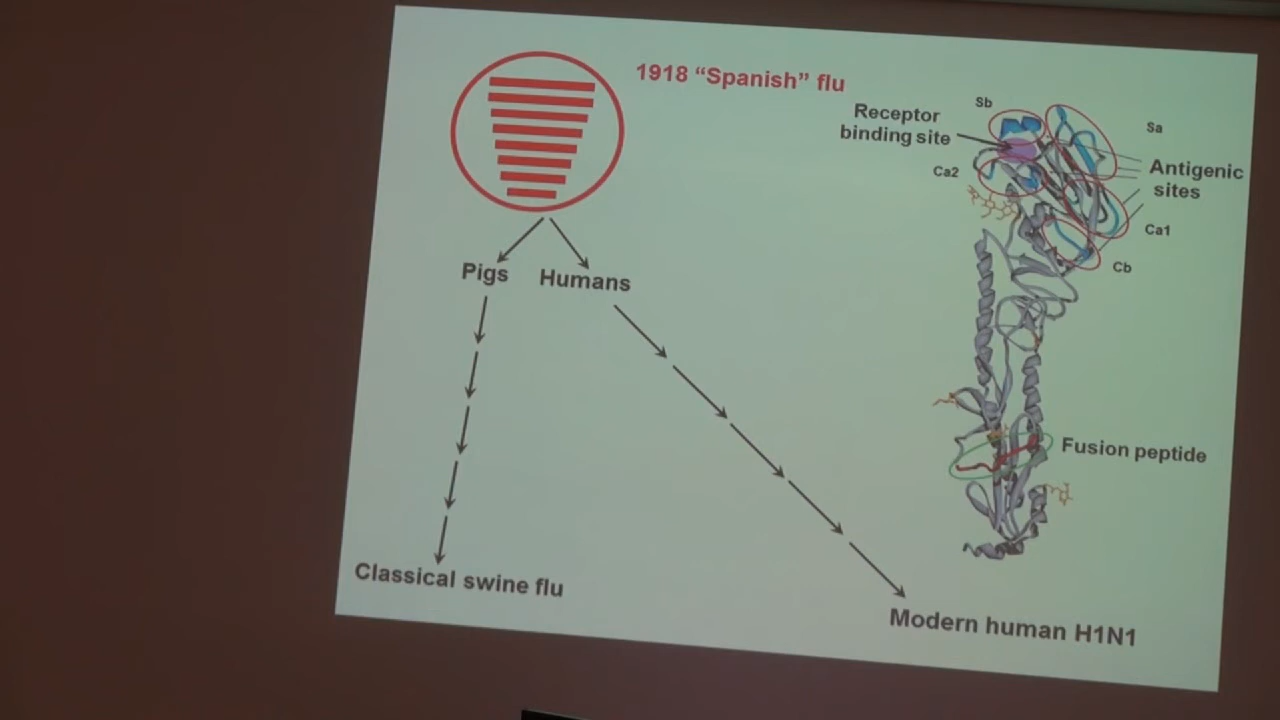 1918 “Spanish” flu
Sb
Receptor
binding site
Sa
Ca2
Antigenic
sites
Ca1
Cb
Pigs
Humans
Fusion peptide
Classical swine flu
Modern human H1N1